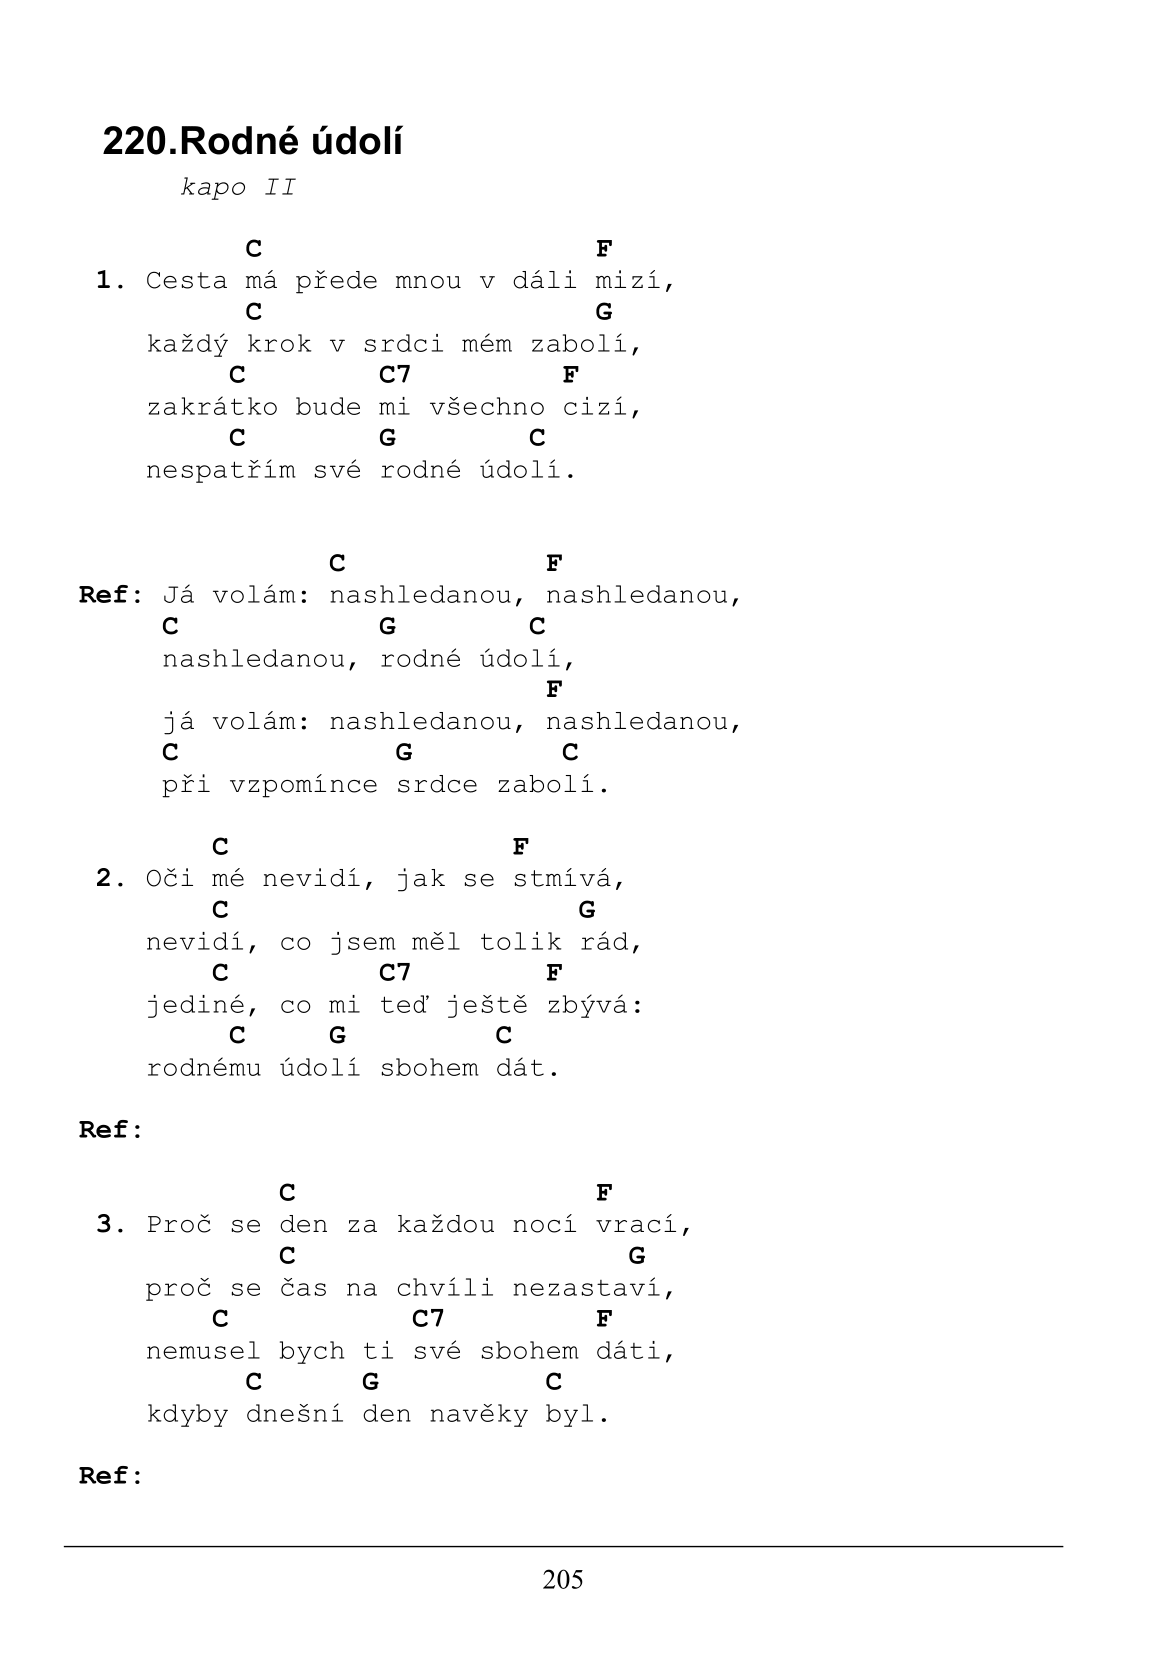 220.Rodné údolí
kapo II
C F
1. Cesta má přede mnou v dáli mizí,
C G
každý krok v srdci mém zabolí,
C C7 F
zakrátko bude mi všechno cizí,
C G C
nespatřím své rodné údolí.
C F
Ref: Já volám: nashledanou, nashledanou,
C G C
nashledanou, rodné údolí,
F
já volám: nashledanou, nashledanou,
C G C
při vzpomínce srdce zabolí.
C F
2. Oči mé nevidí, jak se stmívá,
C G
nevidí, co jsem měl tolik rád,
C C7 F
jediné, co mi teď ještě zbývá:
C G C
rodnému údolí sbohem dát.
Ref:
C F
3. Proč se den za každou nocí vrací,
C G
proč se čas na chvíli nezastaví,
C C7 F
nemusel bych ti své sbohem dáti,
C G C
kdyby dnešní den navěky byl.
Ref:
205